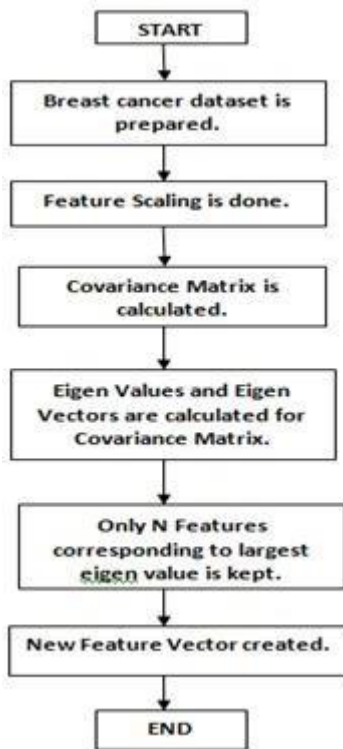 START
Breast cancer dataset is
prepared.
Feature Scaling is done.
Covariance Matrix is
calculated.
Eigen Values and Eigen
Vectors are calculated for
Covariance Matrix.
Only N Features
corresponding to largest
eigen value is kept.
New Feature Vector created.
END